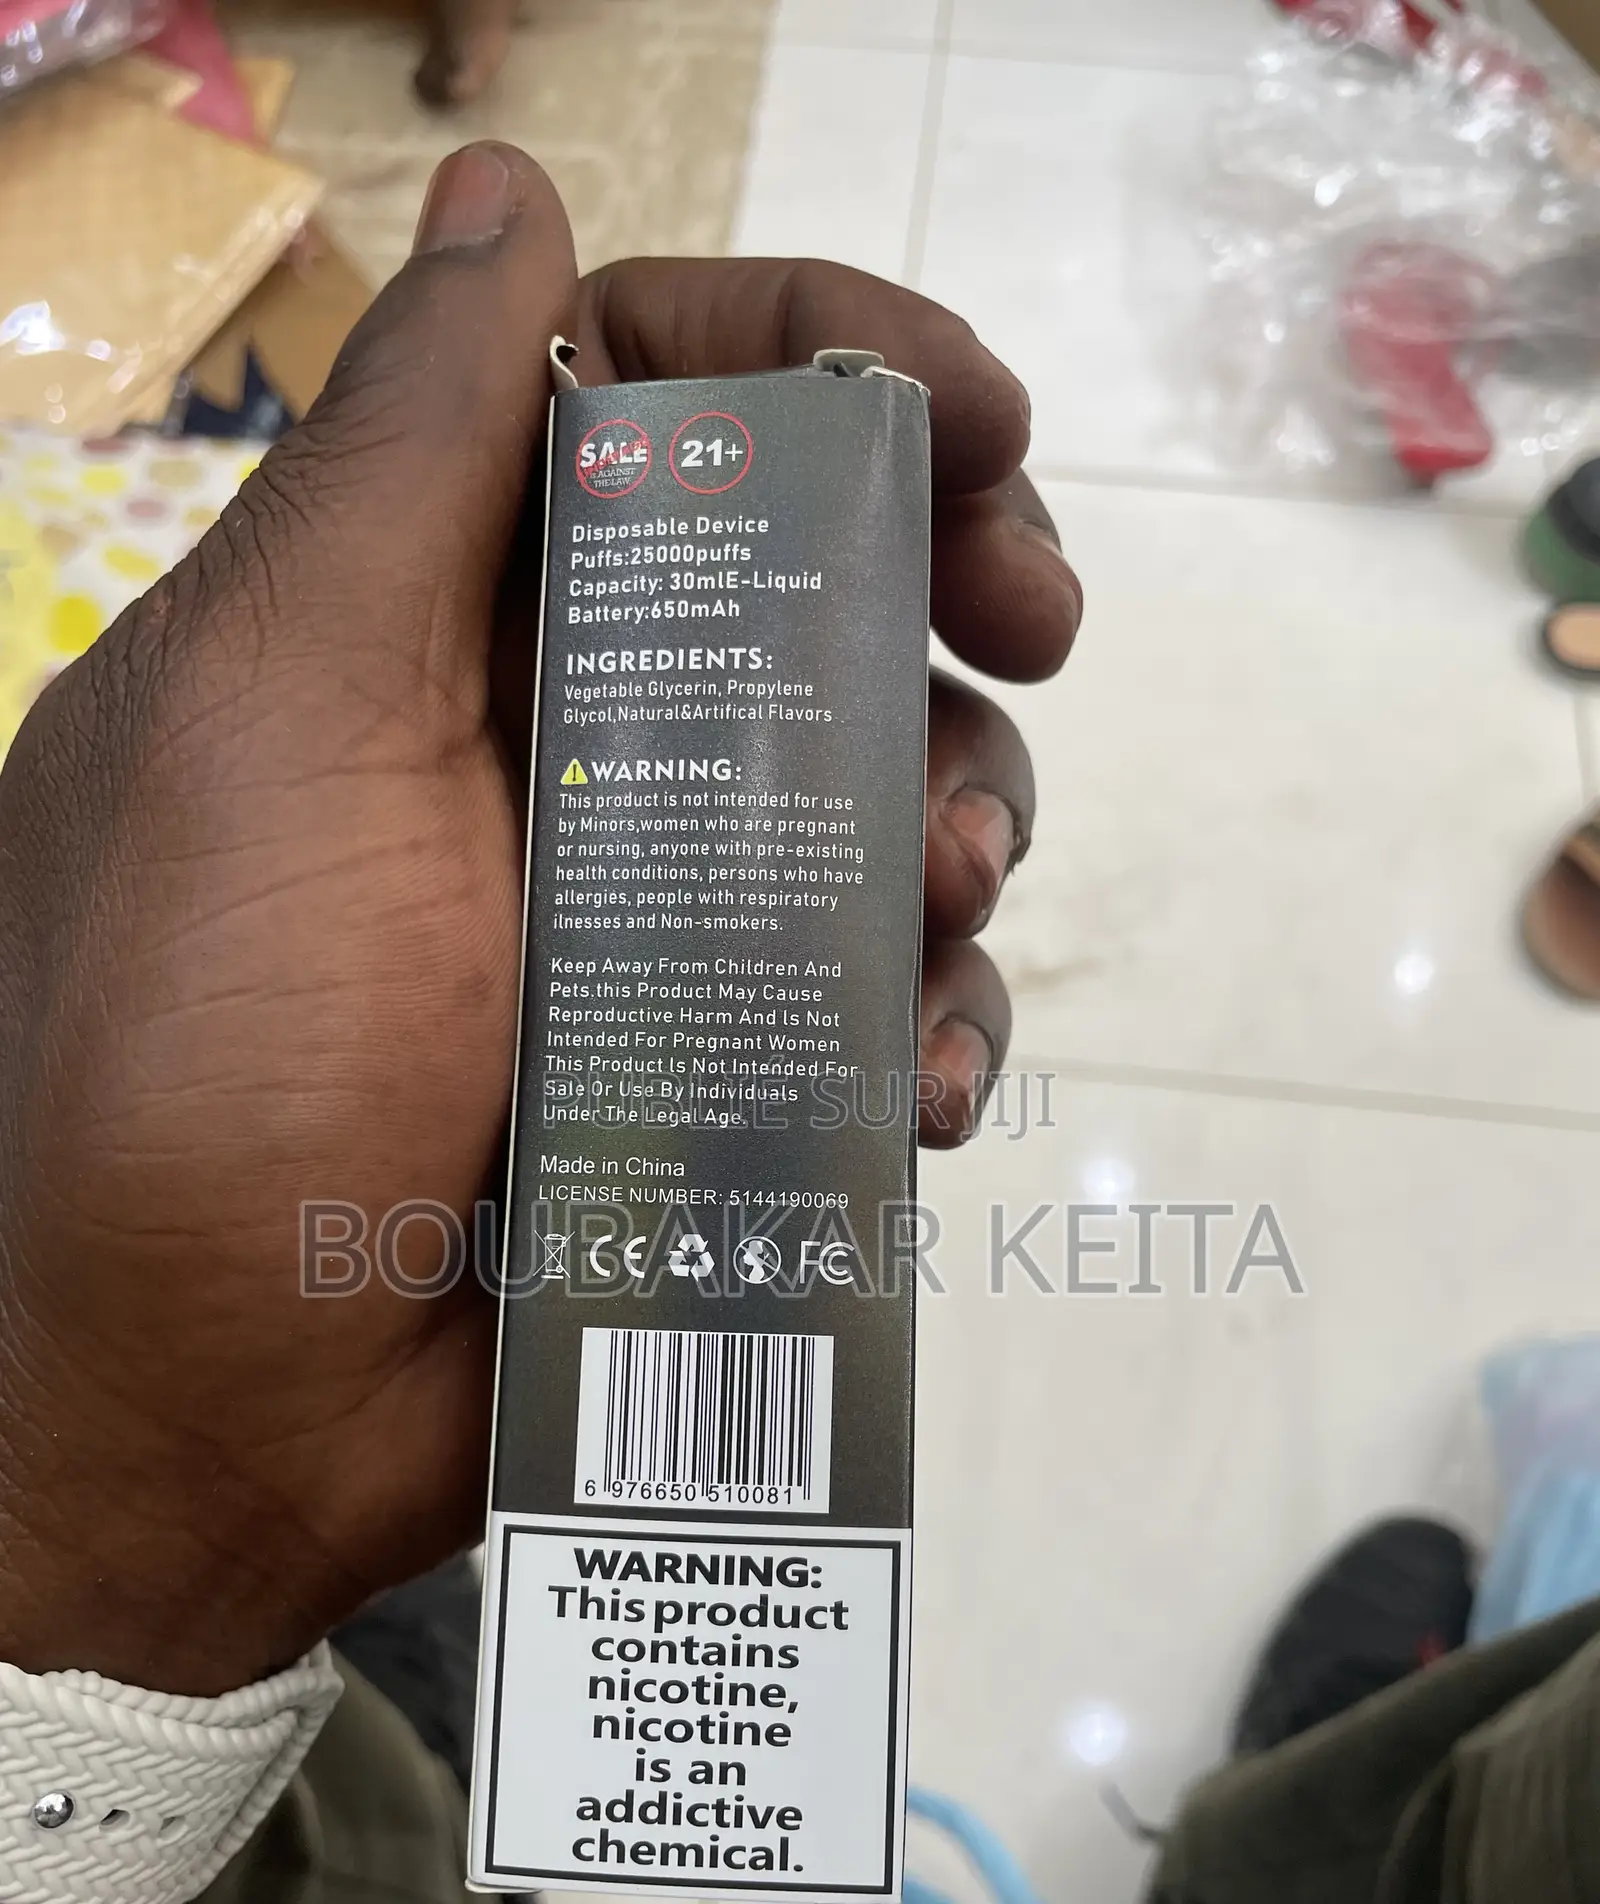 SALE
IS AGAINST
THE LAW
21+
Disposable Device
Puffs:25000puffs
Capacity: 30mlE-Liquid
Battery:650mAh
INGREDIENTS:
Vegetable Glycerin, Propylene
Glycol,Natural&Artifical Flavors
WARNING:
This product is not intended for use
by Minors,women who are pregnant
or nursing, anyone with pre-existing
health conditions, persons who have
allergies, people with respiratory
ilnesses and Non-smokers.
Keep Away From Children And
Pets.this Product May Cause
Reproductive Harm And ls Not
Intended For Pregnant Women
This Product ls Not Intended For
Sale Or Use By Individuals
Under The Legal Age.
PUBLIÉ SUR JIJI
Made in China
LICENSE NUMBER: 5144190069
BOUBAKAR KEITA
CE FC
6 976650 510081
WARNING:
This product
contains
nicotine,
nicotine
is an
addictive
chemical.